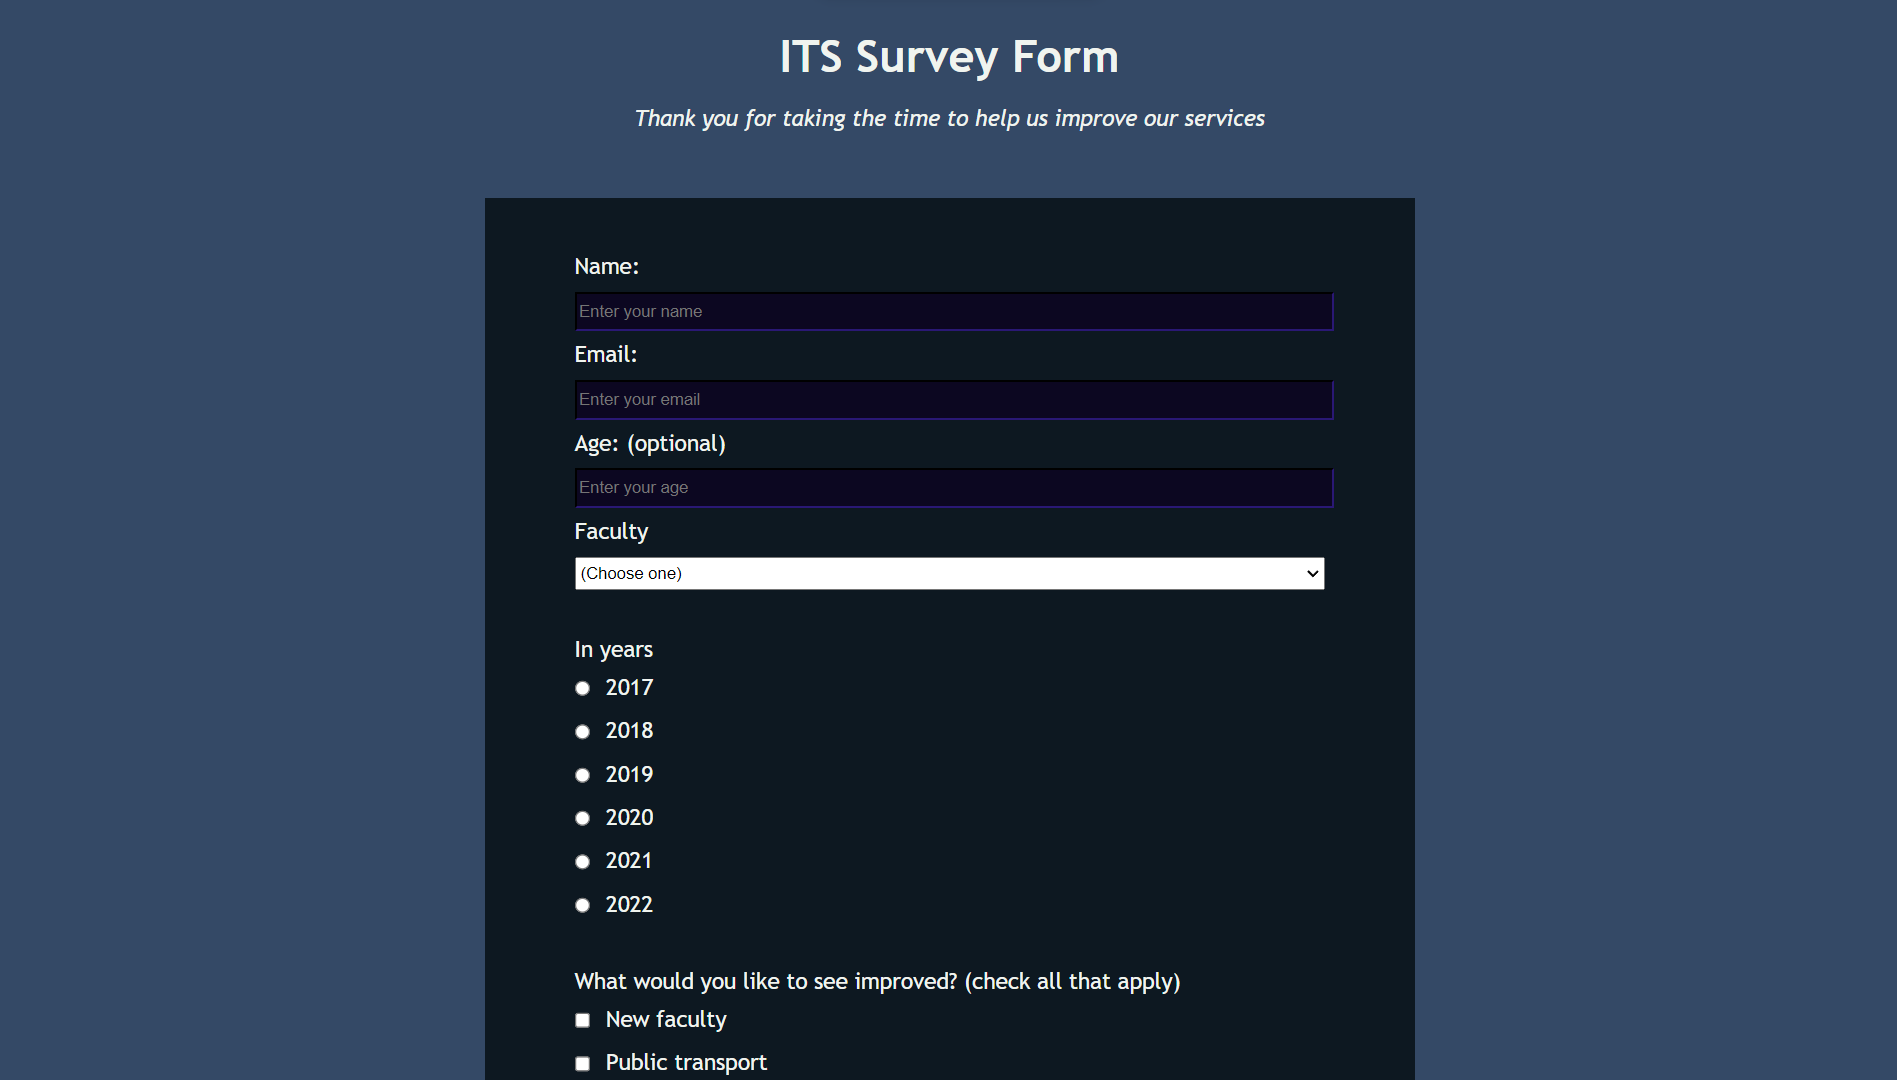 ITS Survey Form
Thank you for taking the time to help us improve our services
Name:
Enter your name
Email:
Enter your email
Age: (optional)
Enter your age
Faculty
(Choose one)
In years
2017
2018
2019
2020
2021
2022
What would you like to see improved? (check all that apply)
New faculty
Public transport